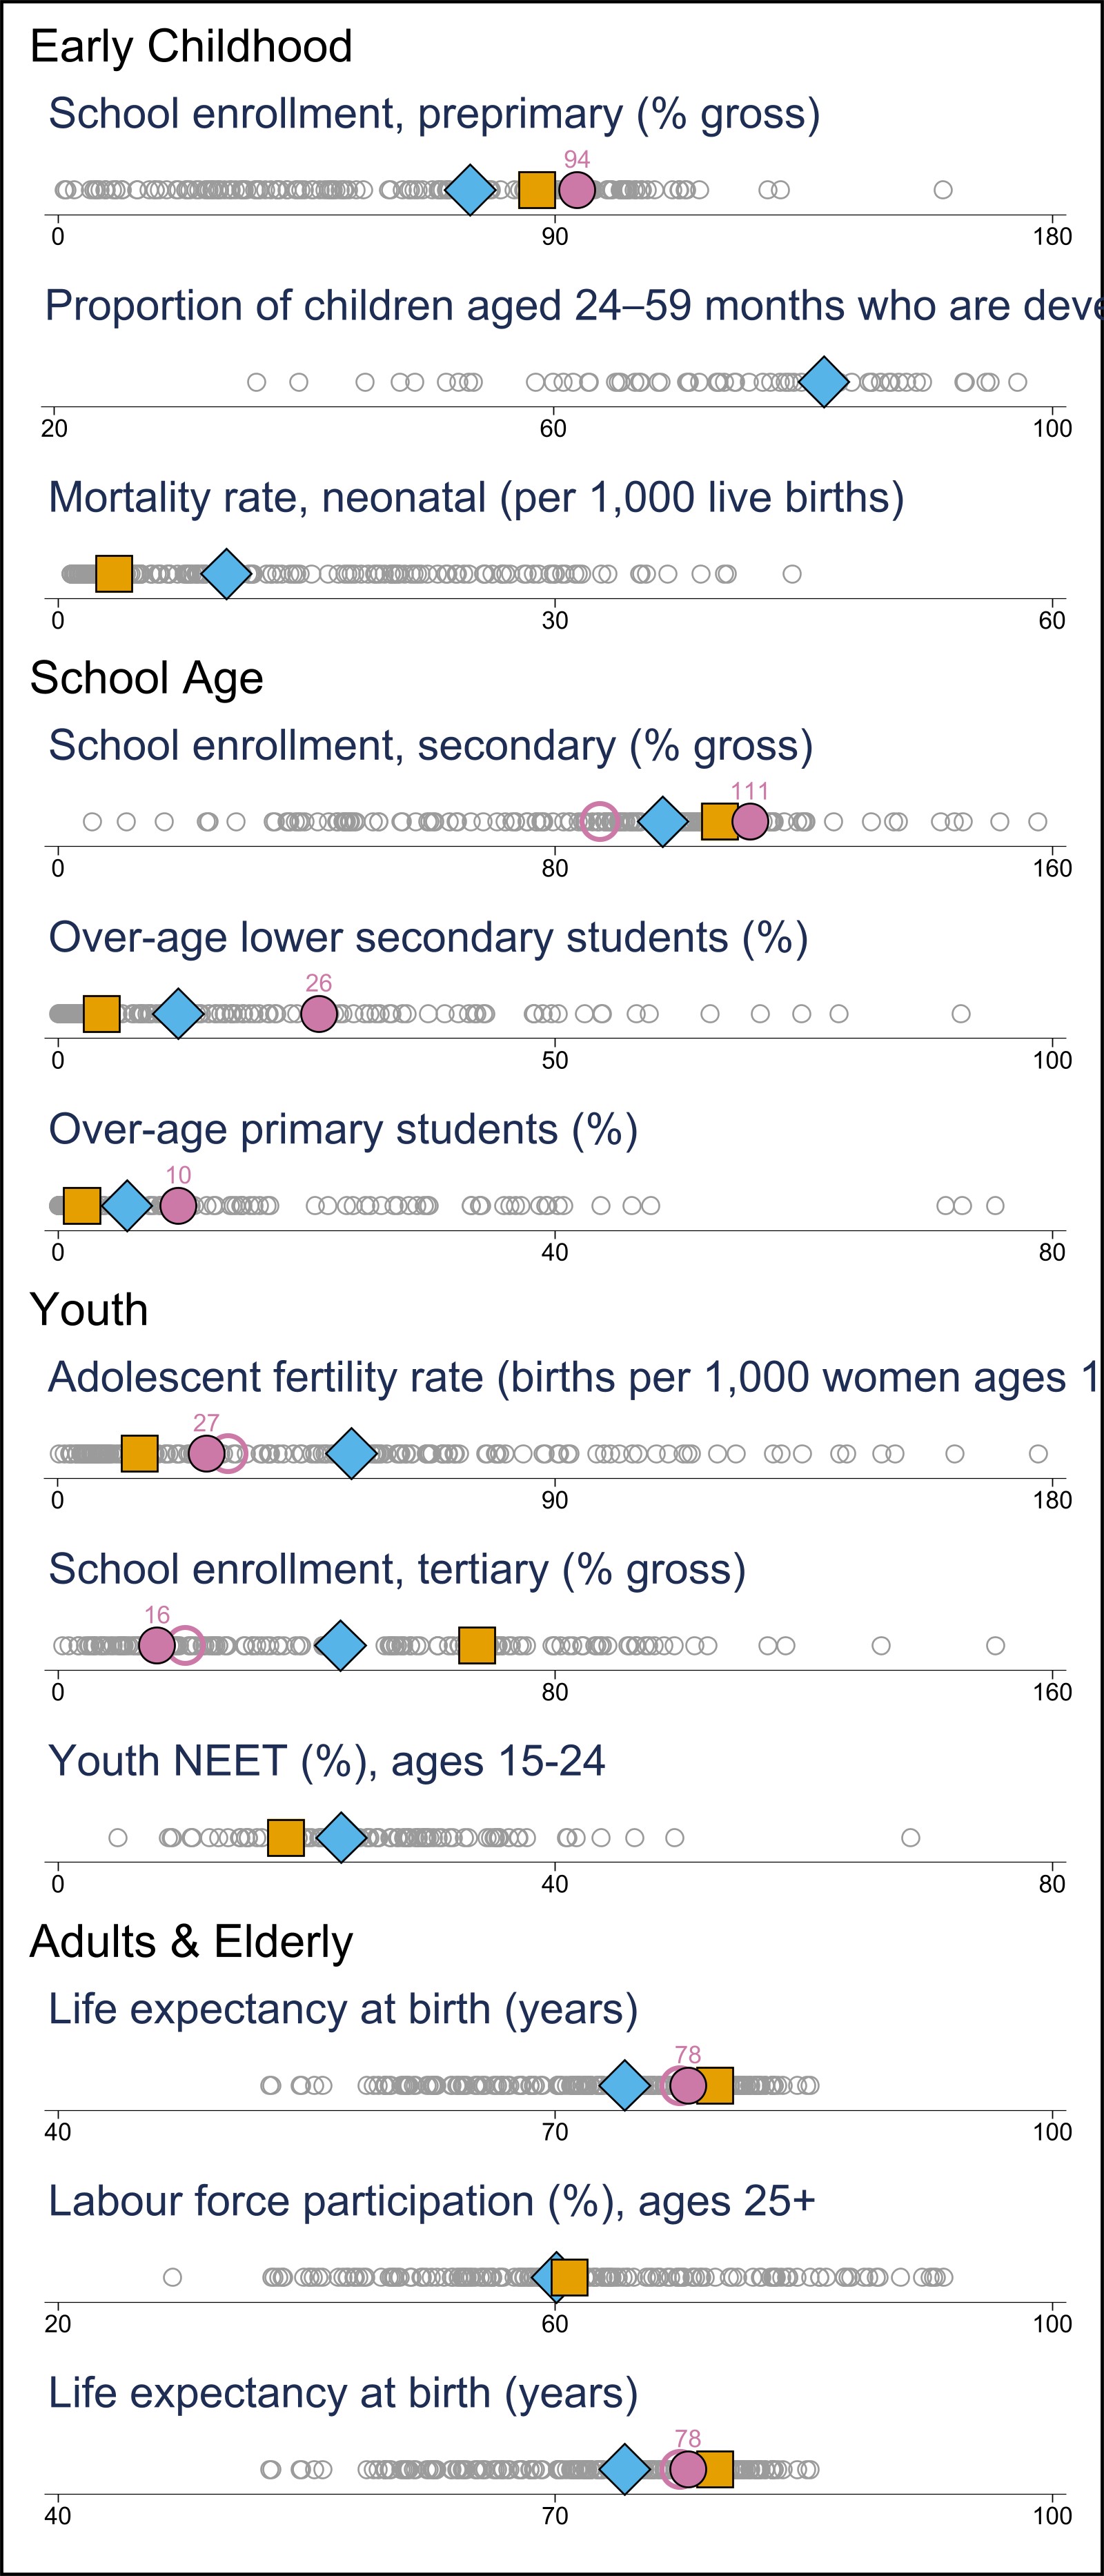 Early Childhood
School enrollment, preprimary (% gross)
94
0 90 180
Proportion of children aged 24–59 months who are deve
20 60 100
Mortality rate, neonatal (per 1,000 live births)
0 30 60
School Age
School enrollment, secondary (% gross)
111
0 80 160
Over-age lower secondary students (%)
26
0 50 100
Over-age primary students (%)
10
0 40 80
Youth
Adolescent fertility rate (births per 1,000 women ages 1
27
0 90 180
School enrollment, tertiary (% gross)
16
0 80 160
Youth NEET (%), ages 15-24
0 40 80
Adults & Elderly
Life expectancy at birth (years)
78
40 70 100
Labour force participation (%), ages 25+
20 60 100
Life expectancy at birth (years)
78
40 70 100